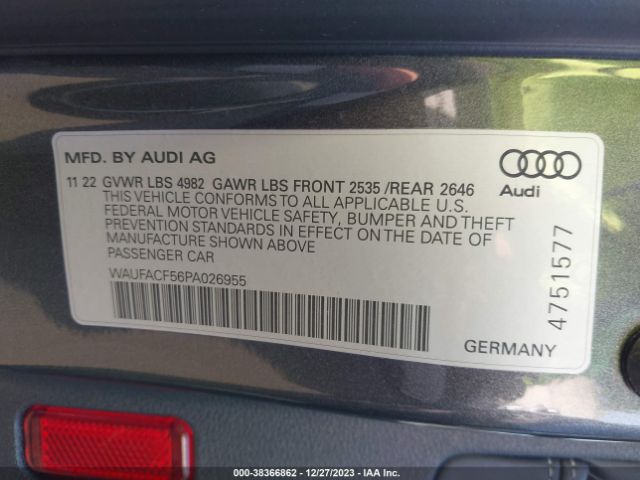 MFD. BY AUDI AG
11 22 GVWR LBS 4982 GAWR LBS FRONT 2535 /REAR 2646
THIS VEHICLE CONFORMS TO ALL APPLICABLE U.S.
FEDERAL MOTOR VEHICLE SAFETY, BUMPER AND THEFT
PREVENTION STANDARDS IN EFFECT ON THE DATE OF
MANUFACTURE SHOWN ABOVE
PASSENGER CAR
WAUFACF56PA026955
Audi
4751577
GERMANY
000-38366862 - 12/27/2023 - IAAI.com